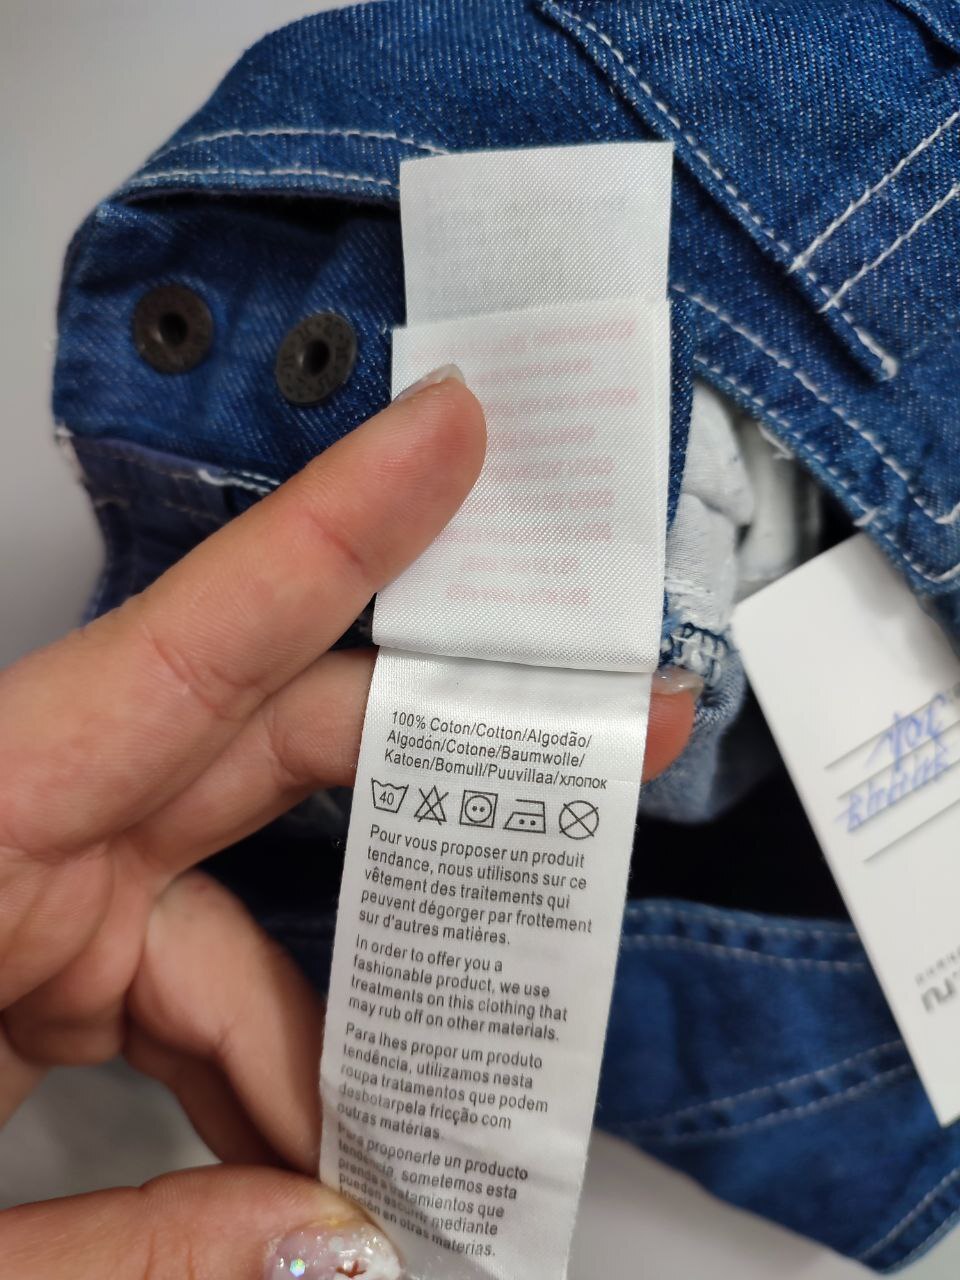 100% Coton/Cotton/Algodão/
Algodón/Cotone/Baumwolle/
Katoen/Bomull/Puuvillaa/хлопок
40
Pour vous proposer un produit
tendance, nous utilisons sur ce
vêtement des traitements qui
peuvent dégorger par frottement
sur d'autres matières.
In order to offer you a
fashionable product, we use
treatments on this clothing that
may rub off on other materials.
Para lhes propor um produto
tendência, utilizamos nesta
roupa tratamentos que podem
desbotarpela fricção com
outras matérias.
Para proponerle un producto
tendencia, sometemos esta
prenda a tratamientos que
pueden escurrir mediante
fricción en otras materias.